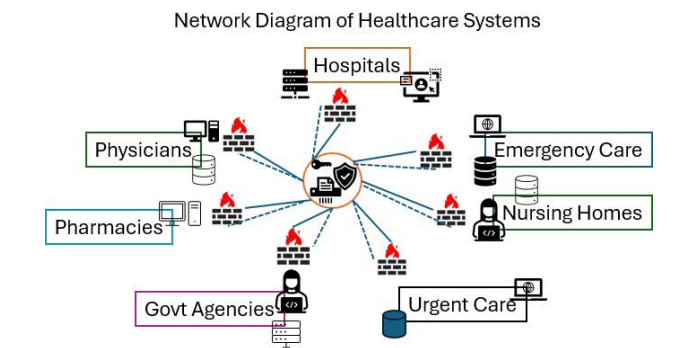 Network Diagram of Healthcare Systems
Hospitals
Physicians
Emergency Care
Nursing Homes
Pharmacies
Govt Agencies
Urgent Care